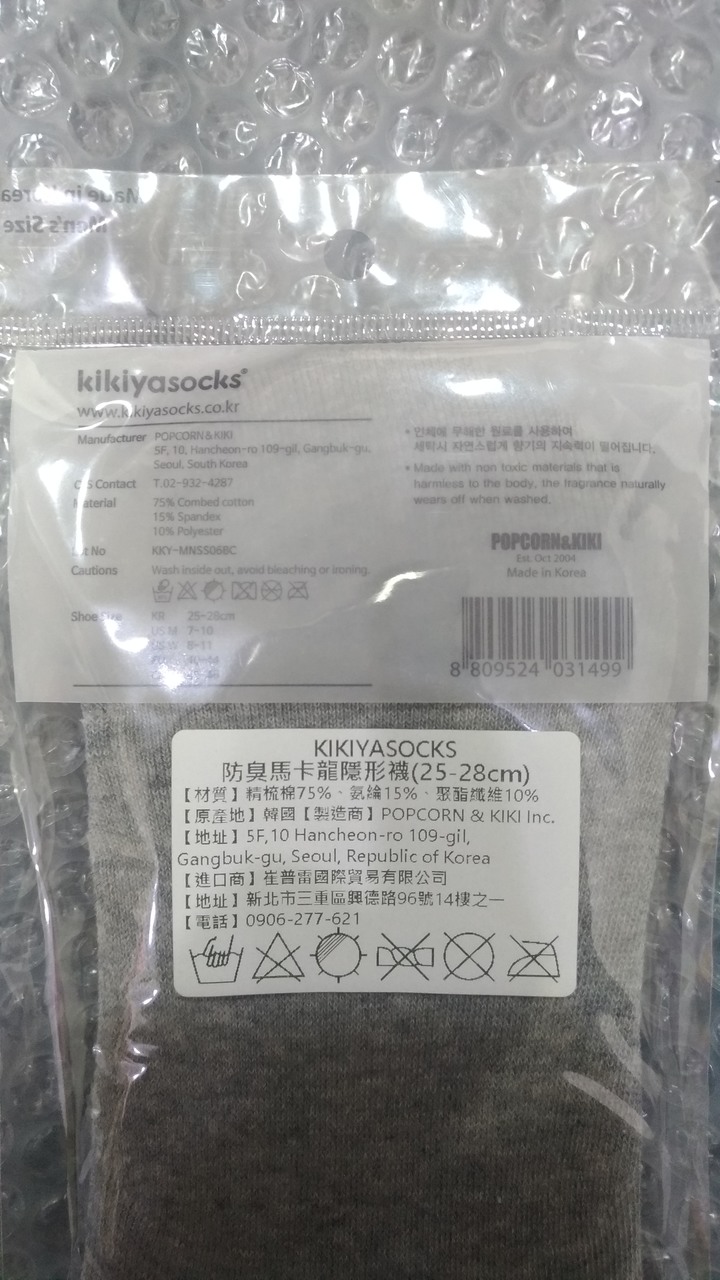 Made in Korea
Men's Size
kikiyasocks
www.kikiyasocks.co.kr
Manufacturer POPCORN&KIKI
5F, 10, Hancheon-ro 109-gil, Gangbuk-gu,
Seoul, South Korea
C/S Contact T.02-932-4287
Material 75% Combed cotton
15% Spandex
10% Polyester
No KKY-MNSS06BC
Cautions Wash inside out, avoid bleaching or ironing.
Shoe Size KR 25-28cm
US M 7-10
US W 8-11
• 인체에 무해한 원료를 사용하여
세탁시 자연스럽게 향기의 지속력이 떨어집니다.
• Made with non toxic materials that is
harmless to the body, the fragrance naturally
wears off when washed.
POPCORN&KIKI
Est. Oct 2004
Made in Korea
8 809524 031499
KIKIYASOCKS
防臭馬卡龍隱形襪(25-28cm)
【材質】精梳棉75%、氨綸15%、聚酯纖維10%
【原產地】韓國【製造商】POPCORN & KIKI Inc.
【地址】5F,10 Hancheon-ro 109-gil,
Gangbuk-gu, Seoul, Republic of Korea
【進口商】崔普雷國際貿易有限公司
【地址】新北市三重區興德路96號14樓之一
【電話】0906-277-621